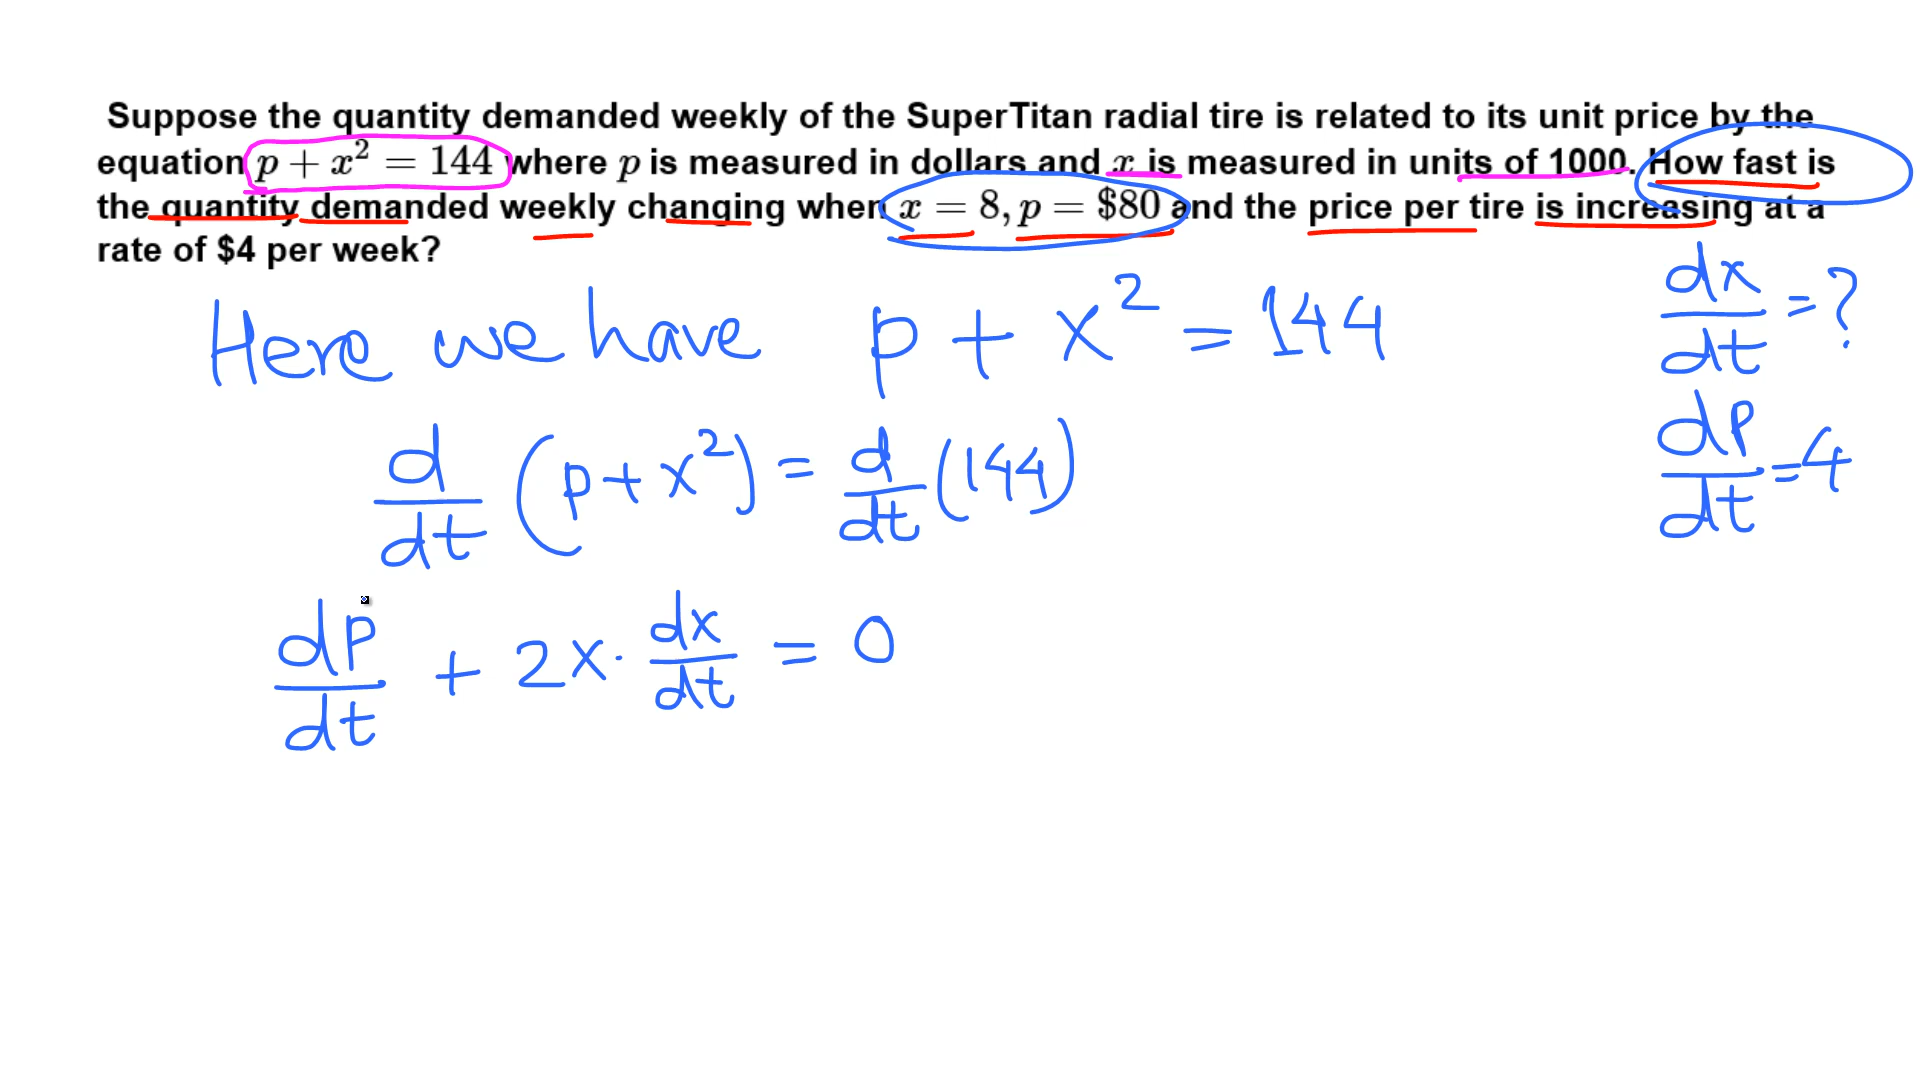 Suppose the quantity demanded weekly of the SuperTitan radial tire is related to its unit price by the
equation p + x² = 144 where p is measured in dollars and x is measured in units of 1000. How fast is
the quantity demanded weekly changing when x = 8, p = $80 and the price per tire is increasing at a
rate of $4 per week?
Here we have p + x² = 144
dx/dt = ?
dp/dt = 4
d/dt (p + x²) = d/dt (144)
dp/dt + 2x · dx/dt = 0